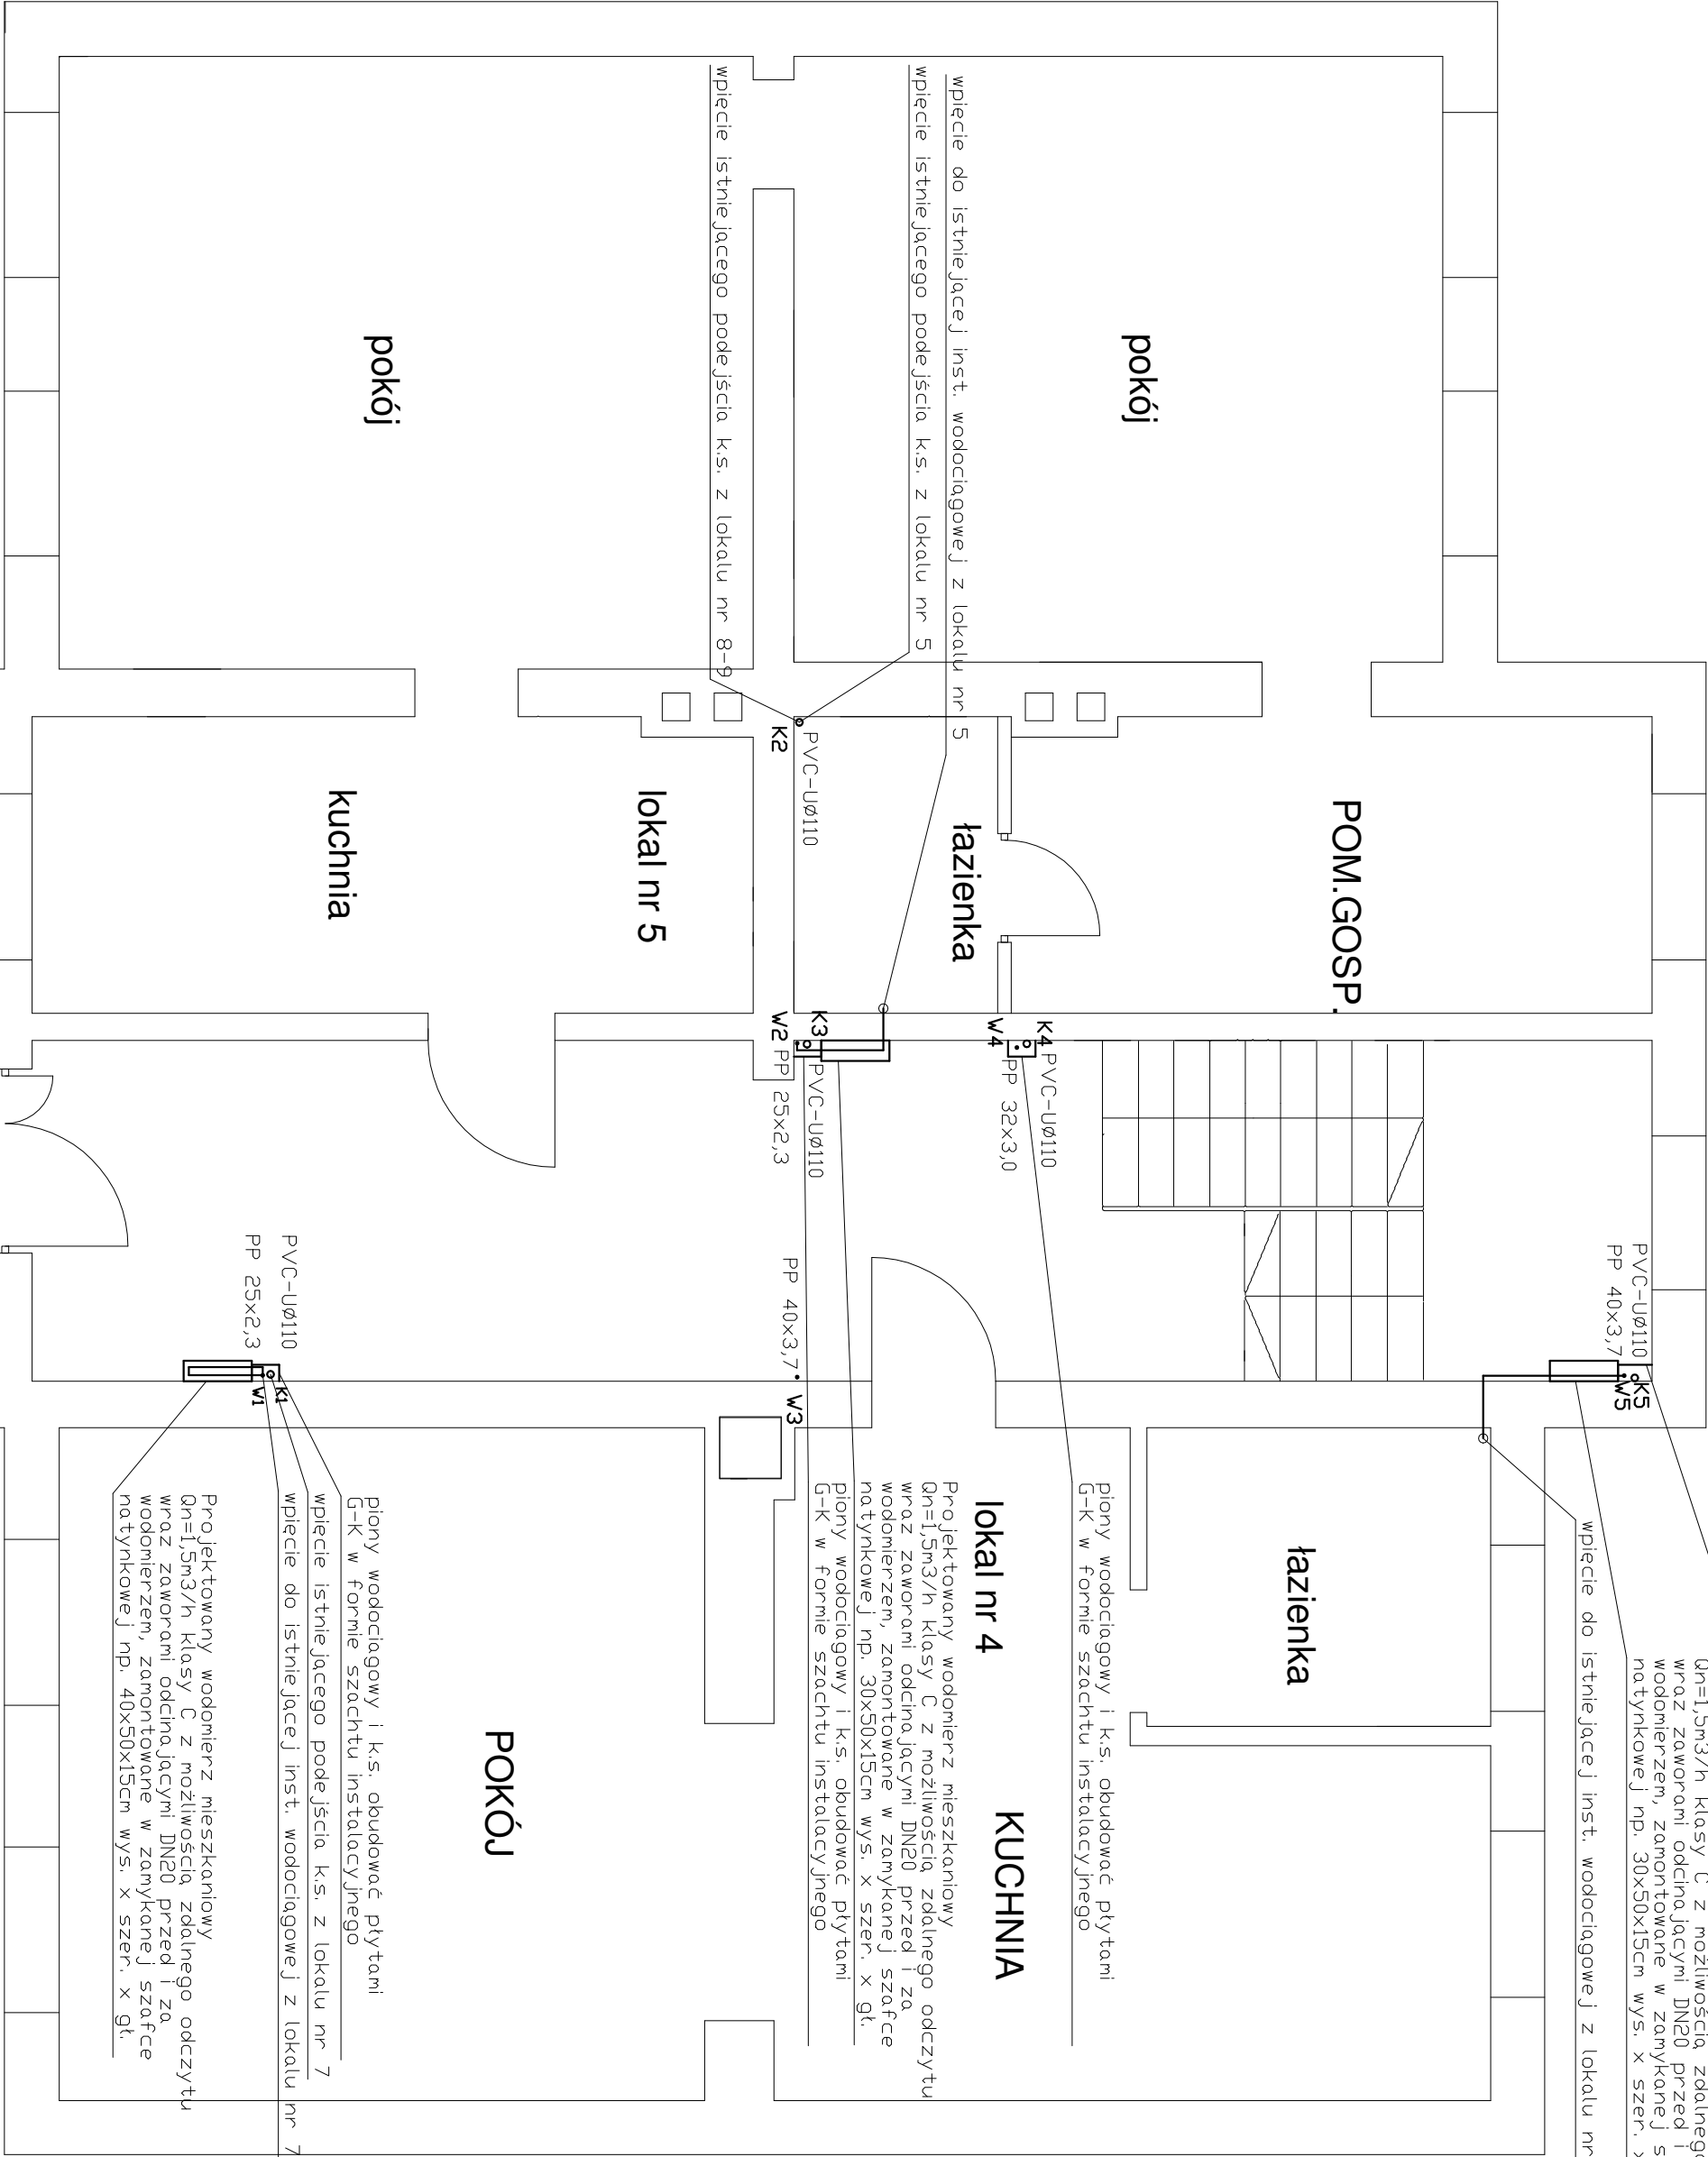 Qn=1,5m3/h klasy C z możliwością zdalnego
wraz zaworami odcinającymi DN20 przed i
wodomierzem, zamontowane w zamykanej s
natynkowej np. 30x50x15cm wys. x szer. x
wpięcie do istniejącej inst. wodociągowej z lokalu nr
PVC-UØ110
PP 40x3,7
K5
W5
POM.GOSP.
łazienka
pokój
piony wodociągowy i k.s. obudować płytami
G-K w formie szachtu instalacyjnego
K4
W4
PVC-UØ110
PP 32x3,0
KUCHNIA
lokal nr 4
łazienka
wpięcie do istniejącej inst. wodociągowej z lokalu nr 5
wpięcie istniejącego podejścia k.s. z lokalu nr 5
Projektowany wodomierz mieszkaniowy
Qn=1,5m3/h klasy C z możliwością zdalnego odczytu
wraz zaworami odcinającymi DN20 przed i za
wodomierzem, zamontowane w zamykanej szafce
natynkowej np. 30x50x15cm wys. x szer. x gł.
piony wodociągowy i k.s. obudować płytami
G-K w formie szachtu instalacyjnego
PVC-UØ110
K2
K3
W2
PVC-UØ110
PP 25x2,3
PP 40x3,7
W3
wpięcie istniejącego podejścia k.s. z lokalu nr 8-9
lokal nr 5
POKÓJ
pokój
kuchnia
piony wodociągowy i k.s. obudować płytami
G-K w formie szachtu instalacyjnego
wpięcie istniejącego podejścia k.s. z lokalu nr 7
wpięcie do istniejącej inst. wodociągowej z lokalu nr 7
PVC-UØ110
PP 25x2,3
K1
W1
Projektowany wodomierz mieszkaniowy
Qn=1,5m3/h klasy C z możliwością zdalnego odczytu
wraz zaworami odcinającymi DN20 przed i za
wodomierzem, zamontowane w zamykanej szafce
natynkowej np. 40x50x15cm wys. x szer. x gł.